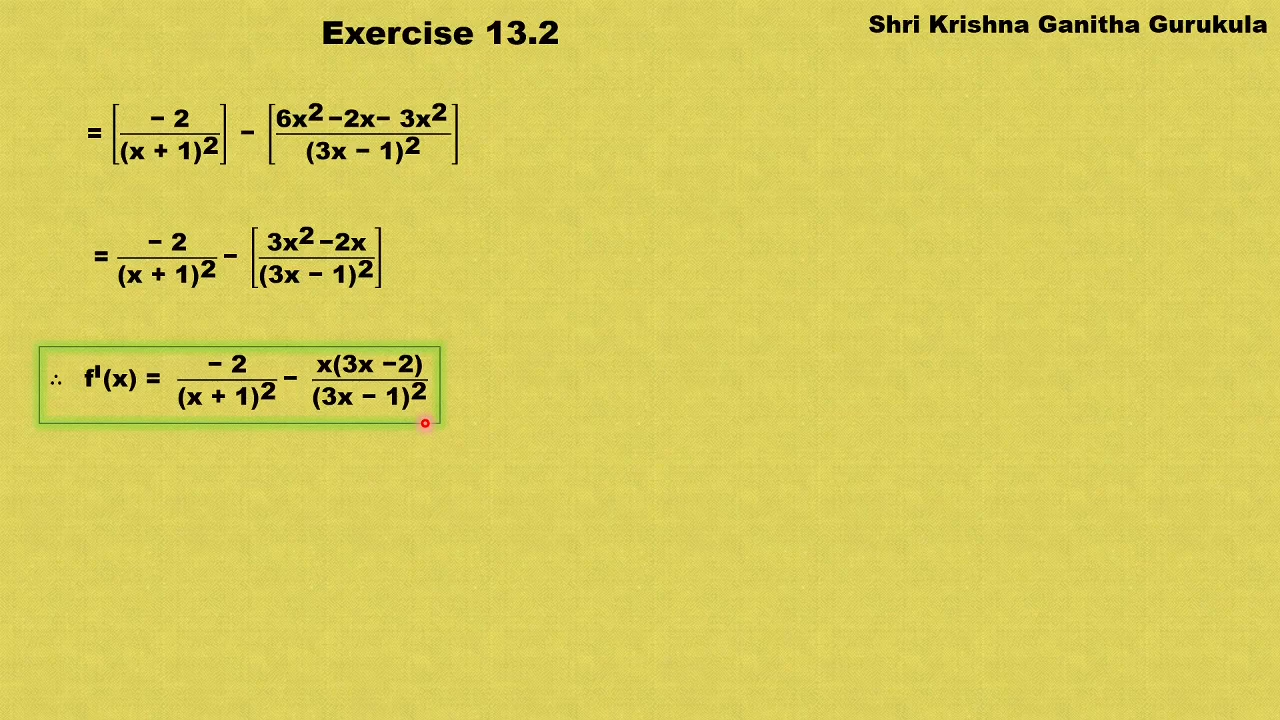 Exercise 13.2
Shri Krishna Ganitha Gurukula
= [− 2 / (x + 1)²] − [6x² −2x− 3x² / (3x − 1)²]
= − 2 / (x + 1)² − [3x² −2x / (3x − 1)²]
∴ fᴵ(x) = − 2 / (x + 1)² − x(3x −2) / (3x − 1)²